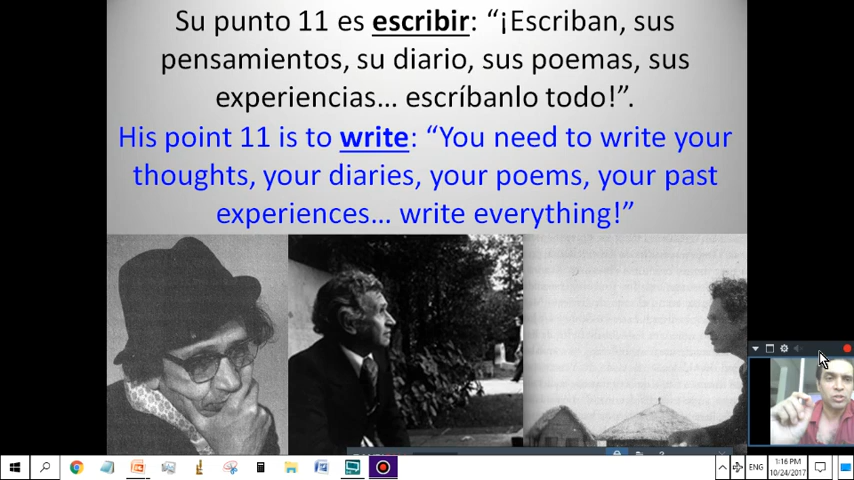 Su punto 11 es escribir: “¡Escriban, sus
pensamientos, su diario, sus poemas, sus
experiencias... escríbanlo todo!”.
His point 11 is to write: “You need to write your
thoughts, your diaries, your poems, your past
experiences... write everything!”
ENG
1:16 PM
10/24/2017